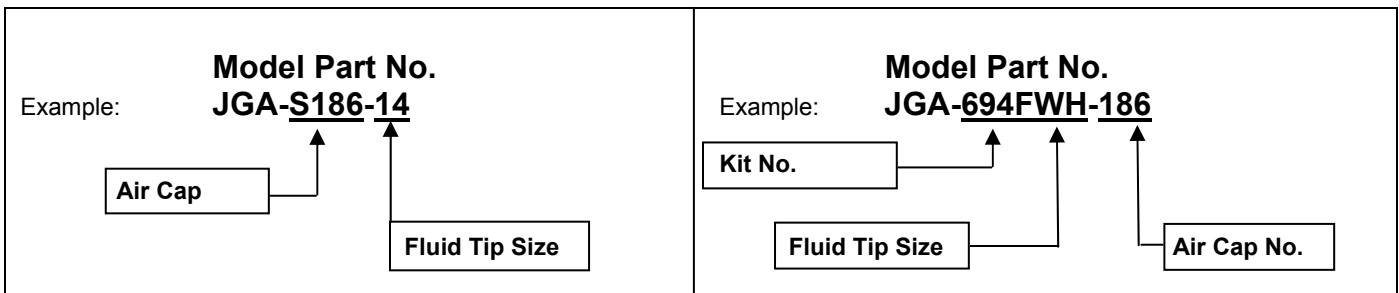 Model Part No.
Example: JGA-S186-14
Air Cap
Fluid Tip Size
Model Part No.
Example: JGA-694FWH-186
Kit No.
Fluid Tip Size
Air Cap No.